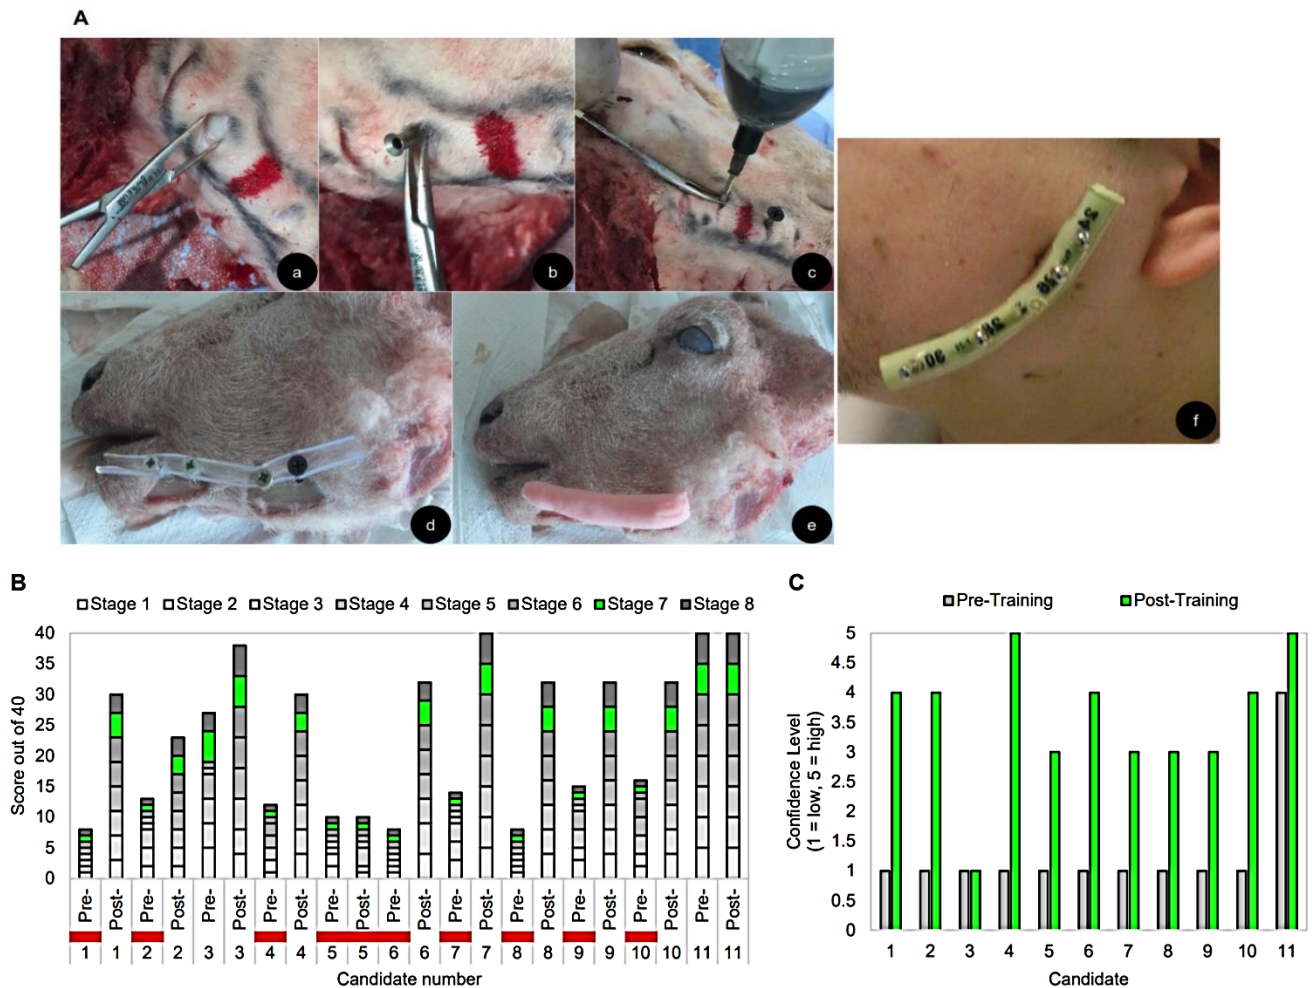 A
a
b
c
d
e
24
26
28
30
f
B
Stage 1 Stage 2 Stage 3 Stage 4 Stage 5 Stage 6 Stage 7 Stage 8
Score out of 40
40
35
30
25
20
15
10
5
0
Pre- Post- Pre- Post- Pre- Post- Pre- Post- Pre- Post- Pre- Post- Pre- Post- Pre- Post- Pre- Post- Pre- Post- Pre- Post-
1 1 2 2 3 3 4 4 5 5 6 6 7 7 8 8 9 9 10 10 11 11
Candidate number
C
Pre-Training Post-Training
Confidence Level
(1 = low, 5 = high)
5
4.5
4
3.5
3
2.5
2
1.5
1
0.5
0
1 2 3 4 5 6 7 8 9 10 11
Candidate